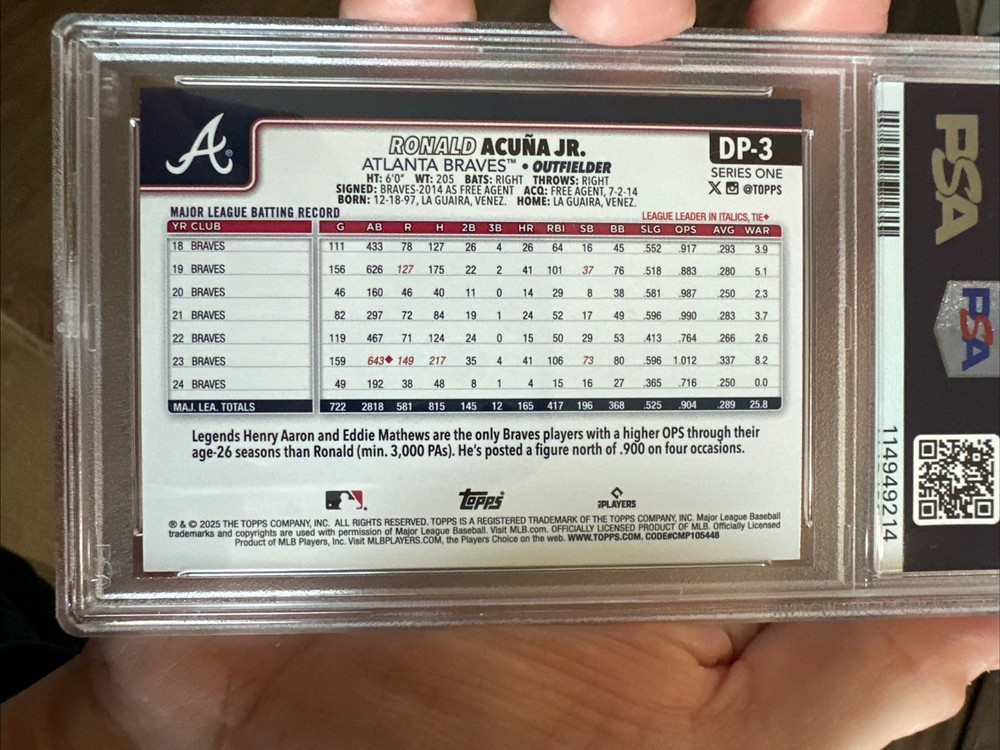 A
RONALD ACUÑA JR.
ATLANTA BRAVES™ • OUTFIELDER
HT: 6'0" WT: 205 BATS: RIGHT THROWS: RIGHT
SIGNED: BRAVES-2014 AS FREE AGENT ACQ: FREE AGENT, 7-2-14
BORN: 12-18-97, LA GUAIRA, VENEZ. HOME: LA GUAIRA, VENEZ.
DP-3
SERIES ONE
@TOPPS
MAJOR LEAGUE BATTING RECORD LEAGUE LEADER IN ITALICS, TIE◆
YR CLUB G AB R H 2B 3B HR RBI SB BB SLG OPS AVG WAR
18 BRAVES 111 433 78 127 26 4 26 64 16 45 .552 .917 .293 3.9
19 BRAVES 156 626 127 175 22 2 41 101 37 76 .518 .883 .280 5.1
20 BRAVES 46 160 46 40 11 0 14 29 8 38 .581 .987 .250 2.3
21 BRAVES 82 297 72 84 19 1 24 52 17 49 .596 .990 .283 3.7
22 BRAVES 119 467 71 124 24 0 15 50 29 53 .413 .764 .266 2.6
23 BRAVES 159 643◆ 149 217 35 4 41 106 73 80 .596 1.012 .337 8.2
24 BRAVES 49 192 38 48 8 1 4 15 16 27 .365 .716 .250 0.0
MAJ. LEA. TOTALS 722 2818 581 815 145 12 165 417 196 368 .525 .904 .289 25.8
Legends Henry Aaron and Eddie Mathews are the only Braves players with a higher OPS through their
age-26 seasons than Ronald (min. 3,000 PAs). He's posted a figure north of .900 on four occasions.
Topps
PLAYERS
® & © 2025 THE TOPPS COMPANY, INC. ALL RIGHTS RESERVED. TOPPS IS A REGISTERED TRADEMARK OF THE TOPPS COMPANY, INC. Major League Baseball
trademarks and copyrights are used with permission of Major League Baseball. Visit MLB.com. OFFICIALLY LICENSED PRODUCT OF MLB. Officially Licensed
Product of MLB Players, Inc. Visit MLBPLAYERS.COM, the Players Choice on the web. WWW.TOPPS.COM. CODE#CMP105448
PSA
PSA
114949214